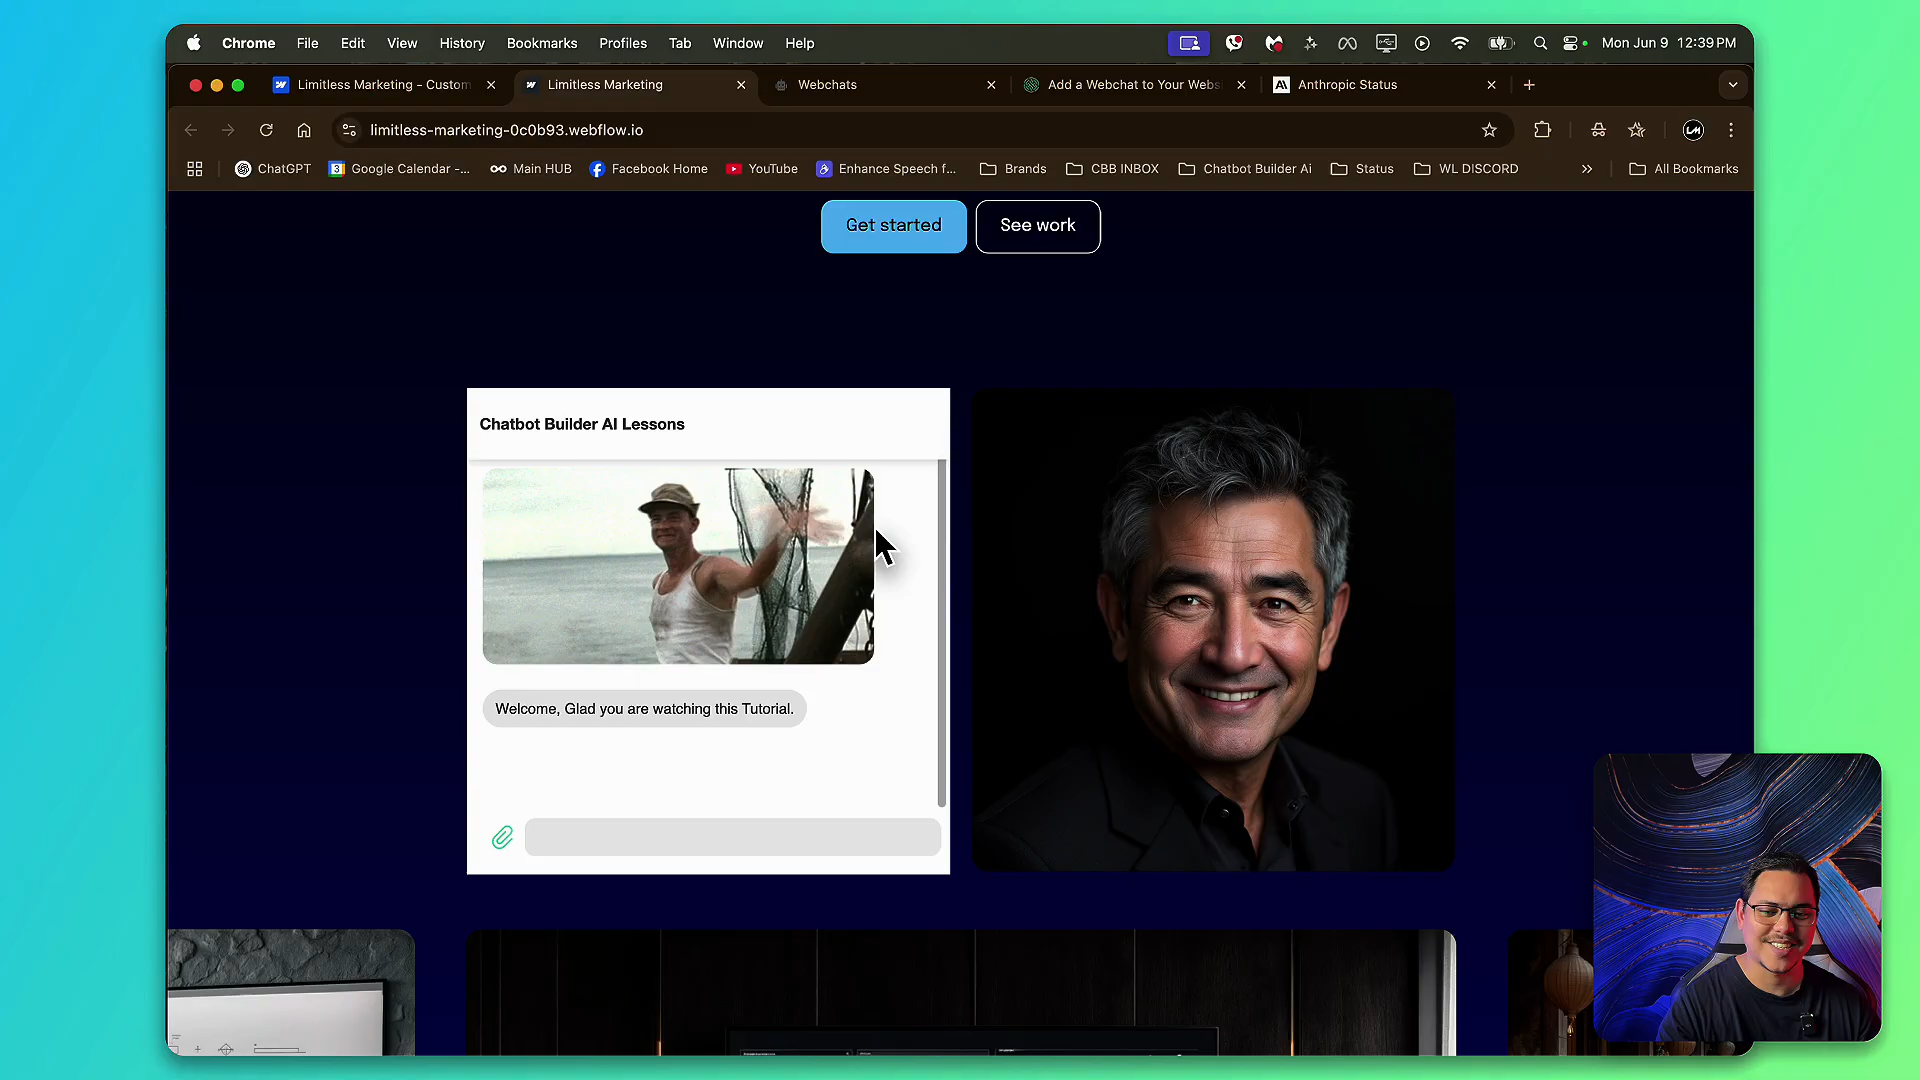 Chrome File Edit View History Bookmarks Profiles Tab Window Help Mon Jun 9 12:39 PM
Limitless Marketing - Custom Limitless Marketing Webchats Add a Webchat to Your Webs Anthropic Status
limitless-marketing-0c0b93.webflow.io
ChatGPT Google Calendar -... Main HUB Facebook Home YouTube Enhance Speech f... Brands CBB INBOX Chatbot Builder Ai Status WL DISCORD All Bookmarks
Get started See work
Chatbot Builder AI Lessons
Welcome, Glad you are watching this Tutorial.